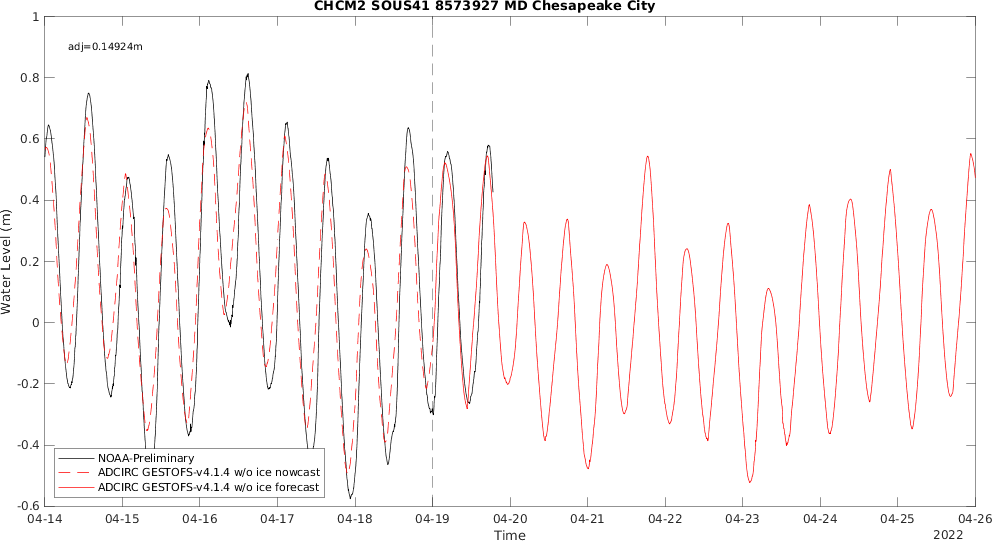 CHCM2 SOUS41 8573927 MD Chesapeake City
adj=0.14924m
1
0.8
0.6
0.4
0.2
0
-0.2
-0.4
-0.6
Water Level (m)
NOAA-Preliminary
ADCIRC GESTOFS-v4.1.4 w/o ice nowcast
ADCIRC GESTOFS-v4.1.4 w/o ice forecast
04-14 04-15 04-16 04-17 04-18 04-19 04-20 04-21 04-22 04-23 04-24 04-25 04-26
Time
2022